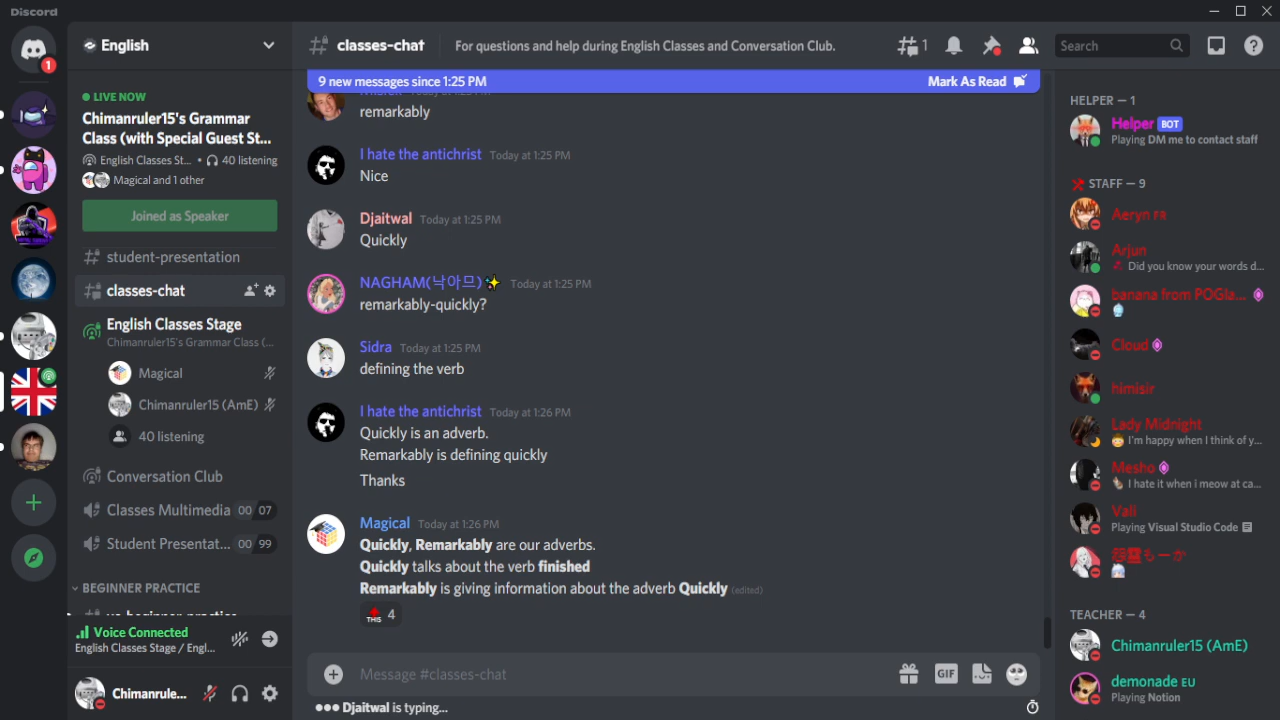 Discord
1
English
LIVE NOW
Chimanruler15's Grammar
Class (with Special Guest St...
English Classes St... • 40 listening
Magical and 1 other
Joined as Speaker
student-presentation
classes-chat
English Classes Stage
Chimanruler15's Grammar Class (...
Magical
Chimanruler15 (AmE)
40 listening
Conversation Club
Classes Multimedia 00 07
Student Presentat... 00 99
BEGINNER PRACTICE
Voice Connected
English Classes Stage / Engl...
Chimanrule...
classes-chat
For questions and help during English Classes and Conversation Club.
1
Search
9 new messages since 1:25 PM
Mark As Read
remarkably
I hate the antichrist Today at 1:25 PM
Nice
Djaitwal Today at 1:25 PM
Quickly
NAGHAM(낙아므)✨ Today at 1:25 PM
remarkably-quickly?
Sidra Today at 1:25 PM
defining the verb
I hate the antichrist Today at 1:26 PM
Quickly is an adverb.
Remarkably is defining quickly
Thanks
Magical Today at 1:26 PM
Quickly, Remarkably are our adverbs.
Quickly talks about the verb finished
Remarkably is giving information about the adverb Quickly (edited)
THIS 4
Message #classes-chat
GIF
Djaitwal is typing...
HELPER — 1
Helper BOT
Playing DM me to contact staff
STAFF — 9
Aeryn FR
Arjun
Did you know your words d...
banana from POGla...
Cloud
himisir
Lady Midnight
I'm happy when I think of y...
Mesho
I hate it when i meow at ca...
Vali
Playing Visual Studio Code
もーか
TEACHER — 4
Chimanruler15 (AmE)
demonade EU
Playing Notion